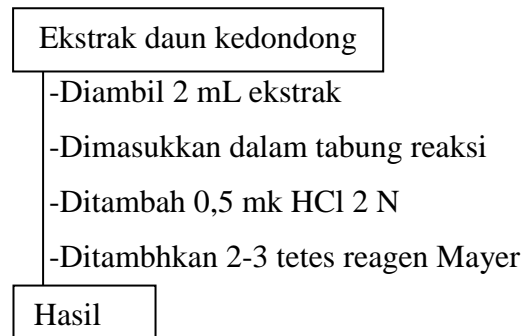 Ekstrak daun kedondong
-Diambil 2 mL ekstrak
-Dimasukkan dalam tabung reaksi
-Ditambah 0,5 mk HCl 2 N
-Ditambhkan 2-3 tetes reagen Mayer
Hasil